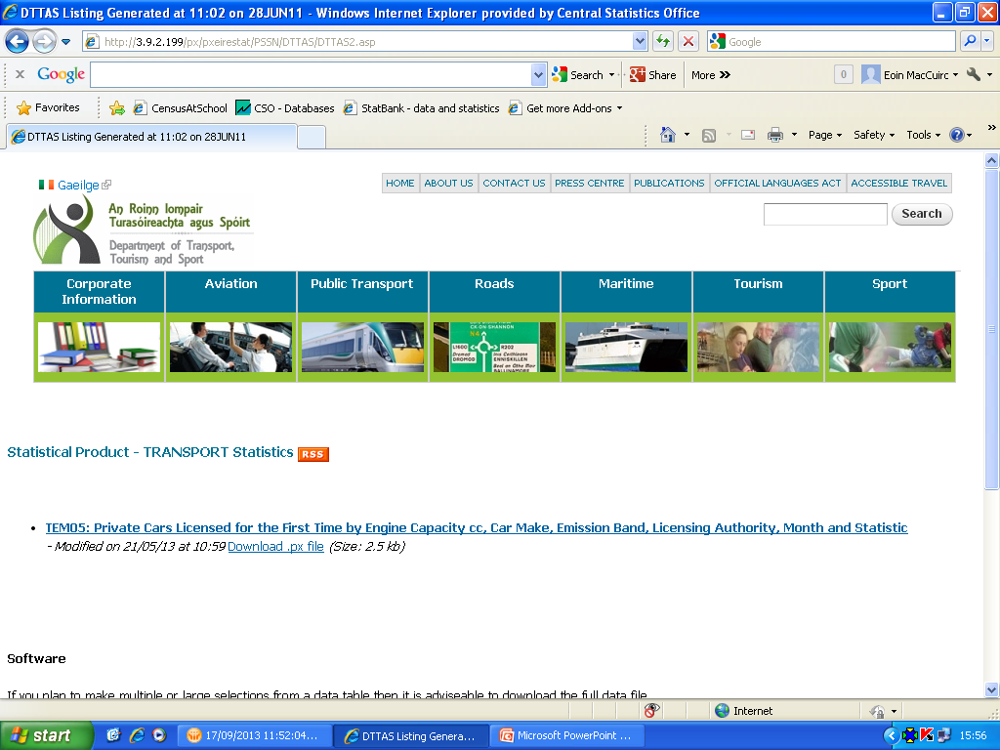 DTTAS Listing Generated at 11:02 on 28JUN11 - Windows Internet Explorer provided by Central Statistics Office
http://3.9.2.199/px/pxeirestat/PSSN/DTTAS/DTTAS2.asp
Google
x Google Search Share More 0 Eoin MacCuirc
Favorites CensusAtSchool CSO - Databases StatBank - data and statistics Get more Add-ons
DTTAS Listing Generated at 11:02 on 28JUN11 Page Safety Tools
Gaeilge HOME ABOUT US CONTACT US PRESS CENTRE PUBLICATIONS OFFICIAL LANGUAGES ACT ACCESSIBLE TRAVEL
An Roinn Iompair
Turasóireachta agus Spóirt
Search
Department of Transport,
Tourism and Sport
Corporate Information Aviation Public Transport Roads Maritime Tourism Sport
CK ON SHANNON
N4
L1600 R202
Dromod
DROMOD
ENNISKILLEN
BALLINAMORE
Statistical Product - TRANSPORT Statistics RSS
• TEM05: Private Cars Licensed for the First Time by Engine Capacity cc, Car Make, Emission Band, Licensing Authority, Month and Statistic
- Modified on 21/05/13 at 10:59 Download .px file (Size: 2.5 kb)
Software
If you plan to make multiple or large selections from a data table then it is adviseable to download the full data file
Internet
start 17/09/2013 11:52:04... DTTAS Listing Genera... Microsoft PowerPoint ... 15:56